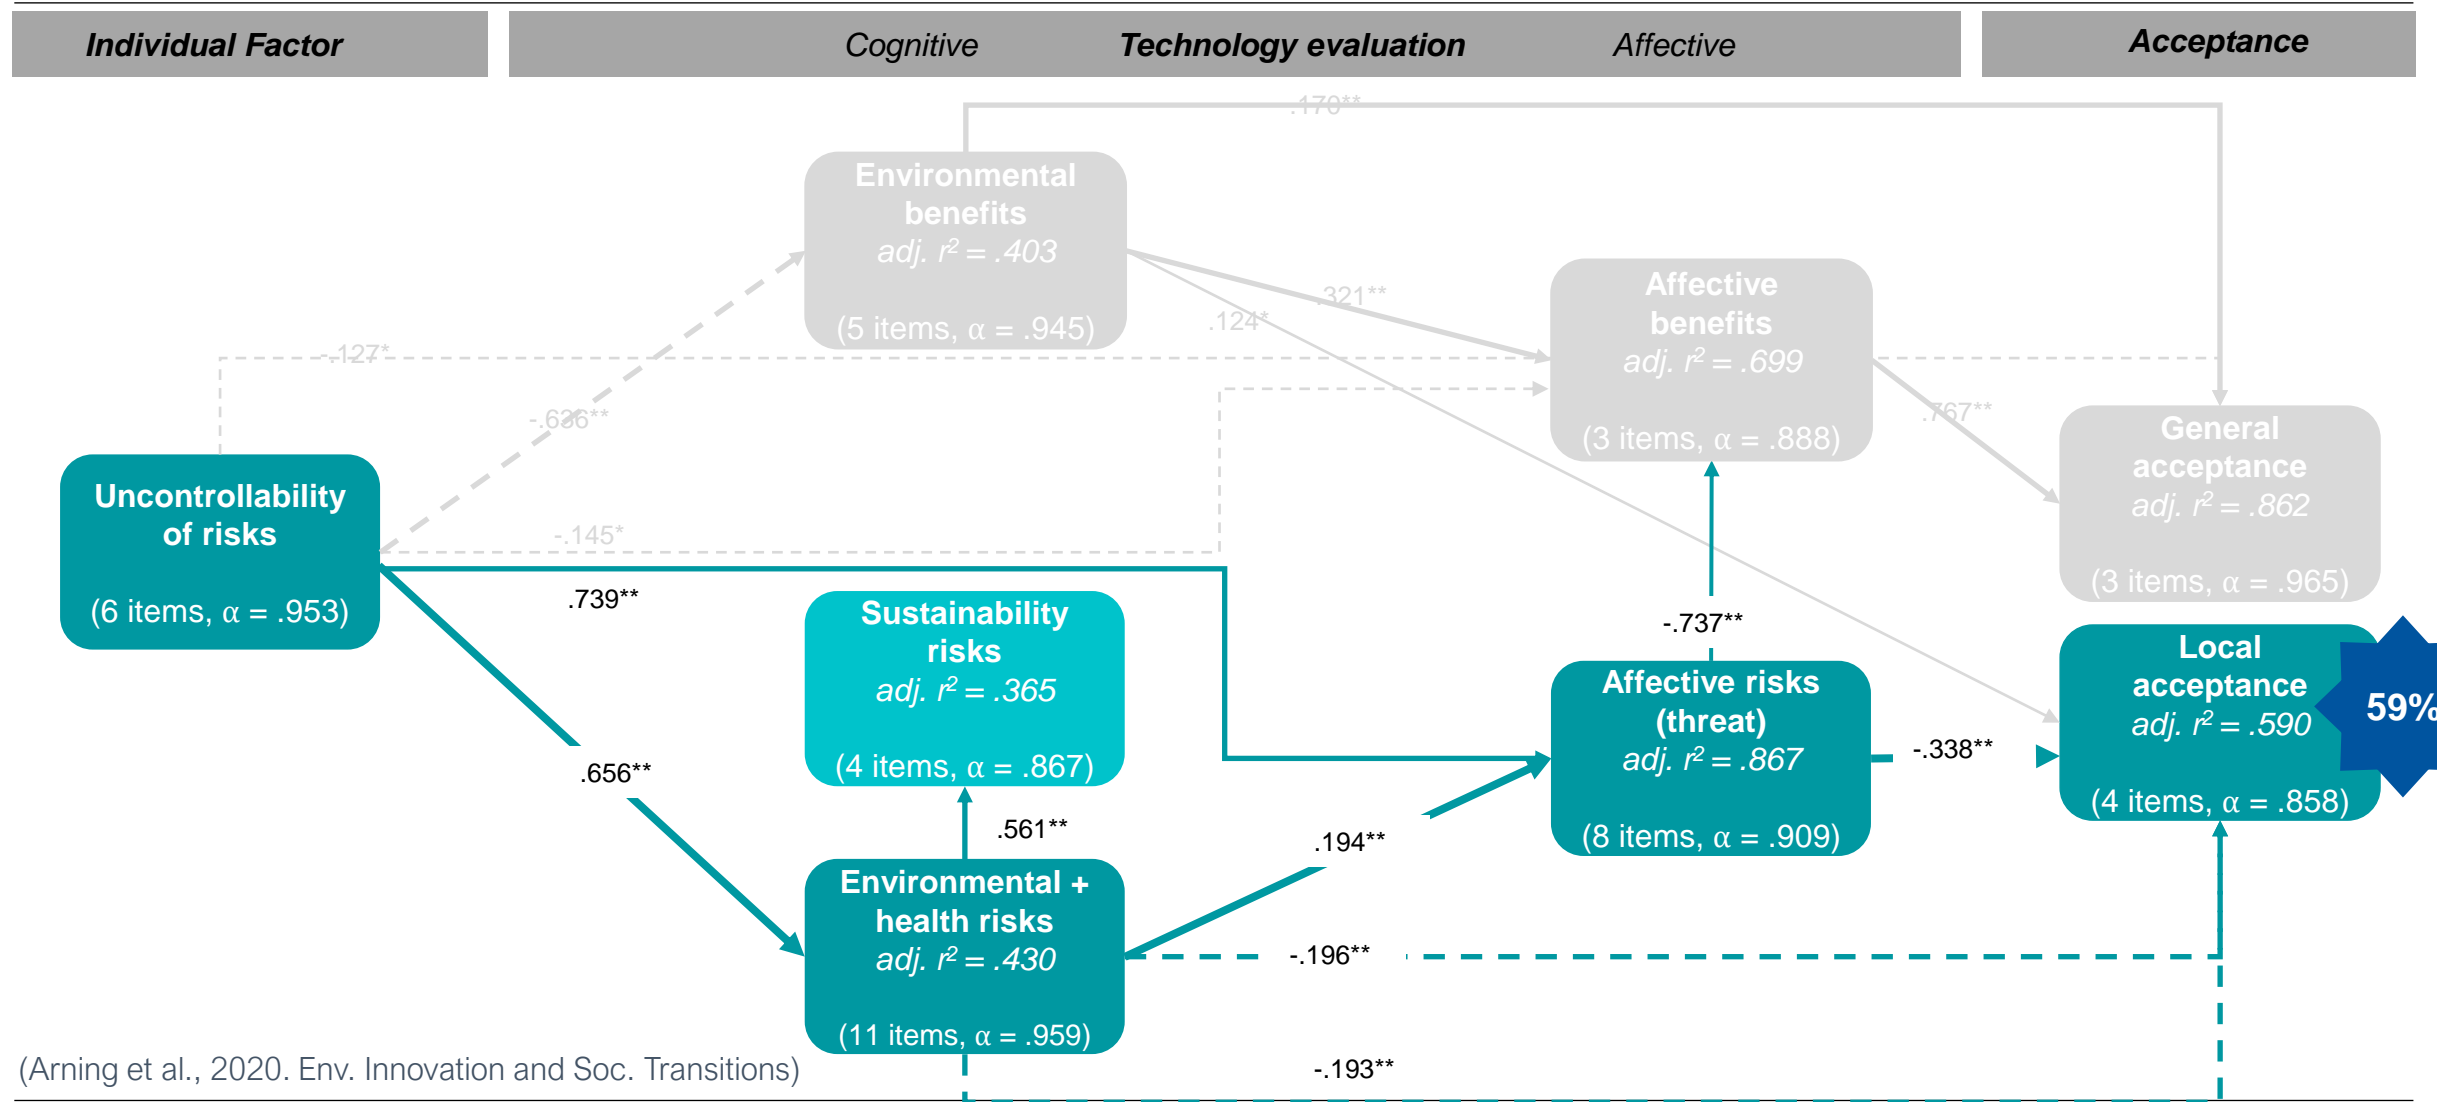 Individual Factor
Cognitive
Technology evaluation
Affective
Acceptance
.170**
Environmental
benefits
adj. r² = .403
(5 items, α = .945)
.321**
.124*
Affective
benefits
adj. r² = .699
(3 items, α = .888)
-.127*
-.636**
.767**
General
acceptance
adj. r² = .862
(3 items, α = .965)
Uncontrollability
of risks
(6 items, α = .953)
-.145*
.739**
Sustainability
risks
adj. r² = .365
(4 items, α = .867)
-.737**
Affective risks
(threat)
adj. r² = .867
(8 items, α = .909)
-.338**
Local
acceptance
adj. r² = .590
(4 items, α = .858)
59%
.656**
.561**
.194**
Environmental +
health risks
adj. r² = .430
(11 items, α = .959)
-.196**
-.193**
(Arning et al., 2020. Env. Innovation and Soc. Transitions)